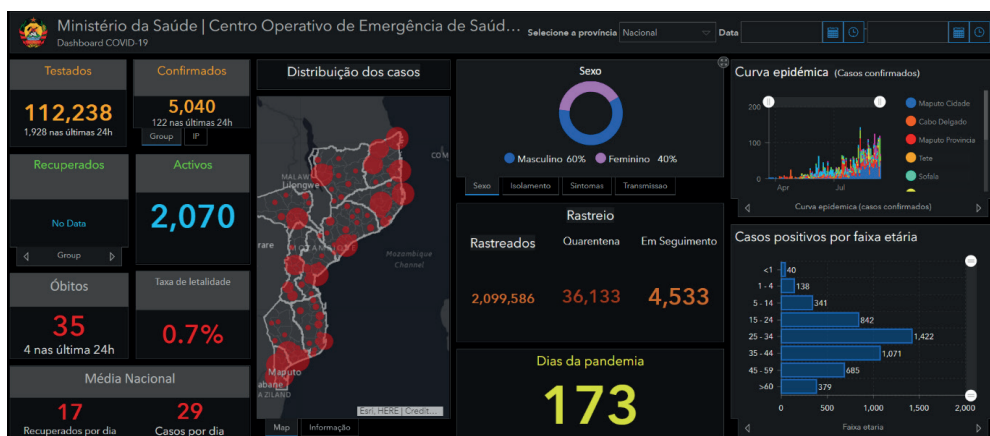 Ministério da Saúde | Centro Operativo de Emergência de Saúd...
Dashboard COVID-19
Selecione a província
Nacional
Data
Testados
112,238
1,928 nas últimas 24h
Confirmados
5,040
122 nas últimas 24h
Group
IP
Recuperados
No Data
Group
Activos
2,070
Óbitos
35
4 nas última 24h
Taxa de letalidade
0.7%
Média Nacional
17
Recuperados por dia
29
Casos por dia
Distribuição dos casos
COM
MALAWI
Lilongwe
rare
MOZAMBIQUE
Mozambique
Channel
Maputo
abane
AZILAND
Esri, HERE | Credit...
Map
Informação
Sexo
Masculino 60%
Feminino 40%
Sexo
Isolamento
Sintomas
Transmissao
Rastreio
Rastreados
Quarentena
Em Seguimento
2,099,586
36,133
4,533
Dias da pandemia
173
Curva epidémica (Casos confirmados)
200
100
0
Apr
Jul
Maputo Cidade
Cabo Delgado
Maputo Provincia
Tete
Sofala
Curva epidemica (casos confirmados)
Casos positivos por faixa etária
<1
40
1 - 4
138
5 - 14
341
15 - 24
842
25 - 34
1,422
35 - 44
1,071
45 - 59
685
>60
379
0
500
1,000
1,500
2,000
Faixa etaria